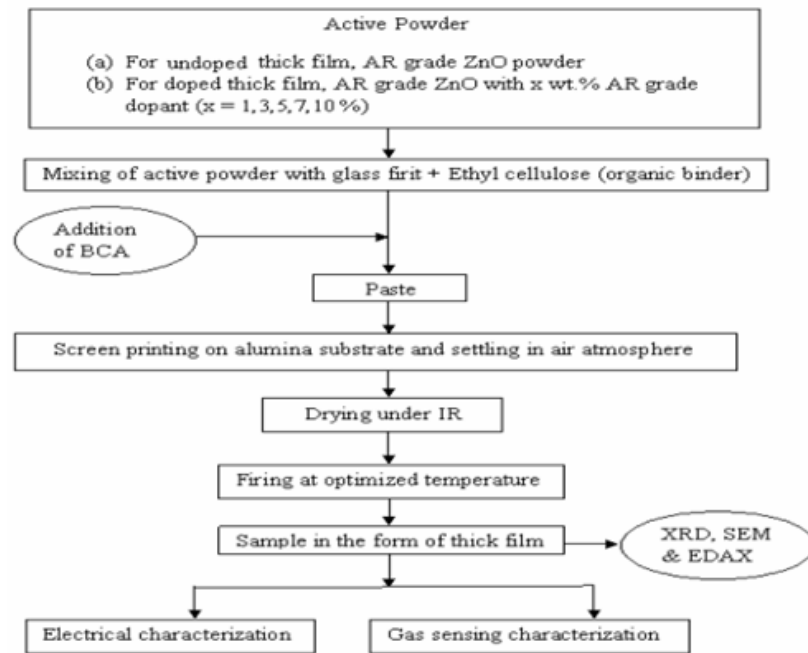 Active Powder
(a) For undoped thick film, AR grade ZnO powder
(b) For doped thick film, AR grade ZnO with x wt.% AR grade
dopant (x = 1,3,5,7,10 %)
Mixing of active powder with glass firit + Ethyl cellulose (organic binder)
Addition
of BCA
Paste
Screen printing on alumina substrate and settling in air atmosphere
Drying under IR
Firing at optimized temperature
Sample in the form of thick film
XRD, SEM
& EDAX
Electrical characterization
Gas sensing characterization